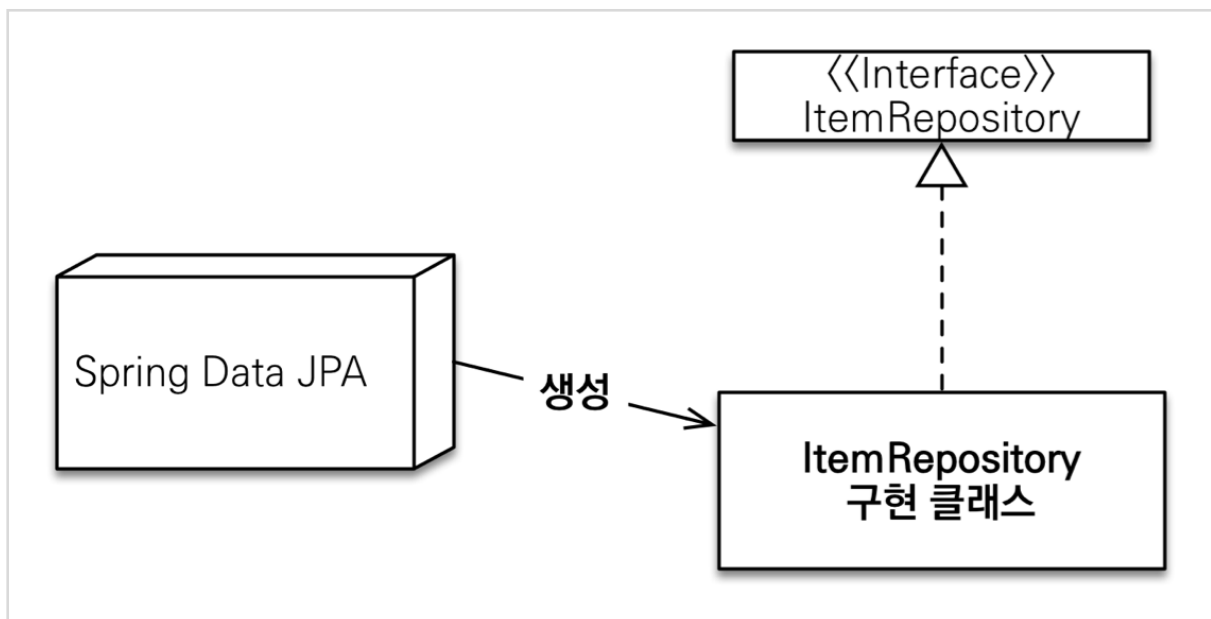 〈〈Interface〉〉
ItemRepository
Spring Data JPA
생성
ItemRepository
구현 클래스